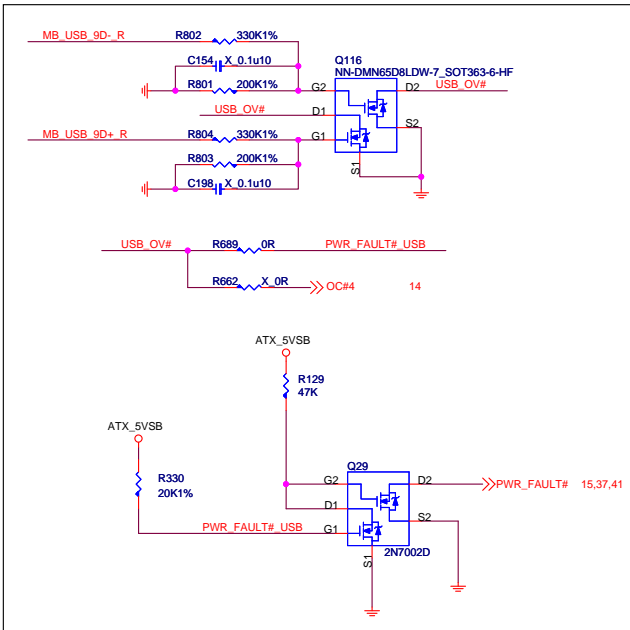 MB_USB_9D-_R R802 330K1%
C154 X_0.1u10
R801 200K1%
Q116
NN-DMN65D8LDW-7_SOT363-6-HF
G2 D2 USB_OV#
USB_OV# D1
S2
MB_USB_9D+_R R804 330K1% G1
R803 200K1%
S1
C198 X_0.1u10
USB_OV# R689 0R PWR_FAULT#_USB
R662 X_0R OC#4 14
ATX_5VSB
R129
47K
ATX_5VSB
R330
20K1%
Q29
G2 D2 PWR_FAULT# 15,37,41
D1
S2
PWR_FAULT#_USB G1
2N7002D
S1